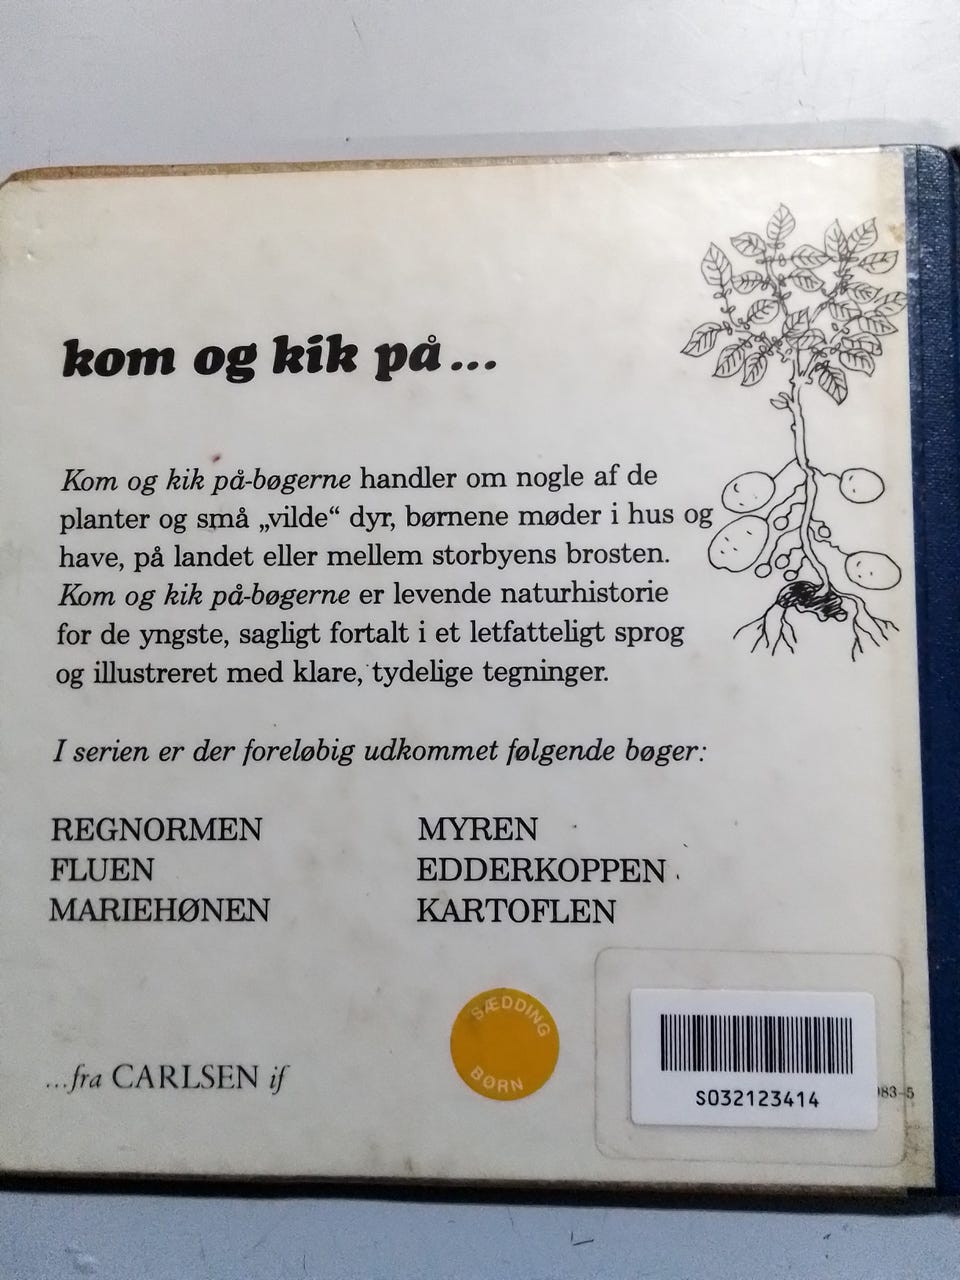 kom og kik på...
Kom og kik på-bøgerne handler om nogle af de
planter og små „vilde“ dyr, børnene møder i hus og
have, på landet eller mellem storbyens brosten.
Kom og kik på-bøgerne er levende naturhistorie
for de yngste, sagligt fortalt i et letfatteligt sprog
og illustreret med klare, tydelige tegninger.
I serien er der foreløbig udkommet følgende bøger:
REGNORMEN
FLUEN
MARIEHØNEN
MYREN
EDDERKOPPEN
KARTOFLEN
...fra CARLSEN if
SÆDDING
BØRN
S032123414
83-5